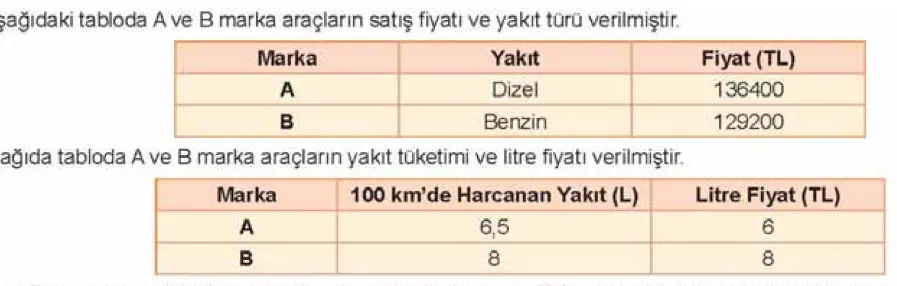 şağıdaki tabloda A ve B marka araçların satış fiyatı ve yakıt türü verilmiştir.
Marka Yakıt Fiyat (TL)
A Dizel 136400
B Benzin 129200
ağıda tabloda A ve B marka araçların yakıt tüketimi ve litre fiyatı verilmiştir.
Marka 100 km'de Harcanan Yakıt (L) Litre Fiyat (TL)
A 6,5 6
B 8 8